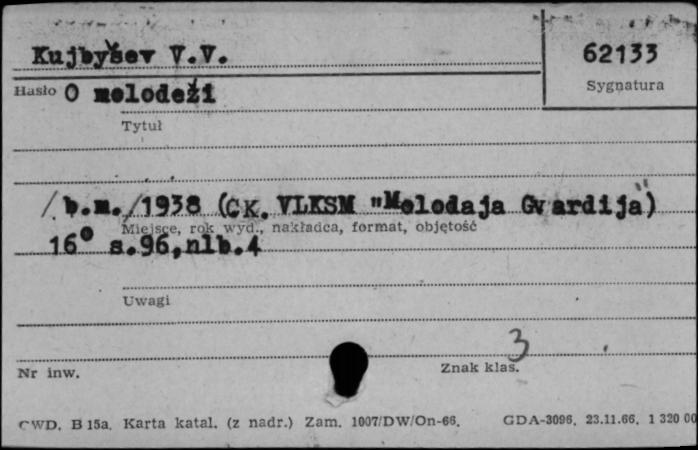 Kujbyšev V.V.
62133
Sygnatura
Hasło O molodeži
Tytuł
/b.m./1938 (CK. VLKSM "Molodaja Gvardija")
Miejsce, rok wyd., nakładca, format, objętość
16° s.96,nlb.4
Uwagi
3
Nr inw.
Znak klas.
CWD. B 15a. Karta katal. (z nadr.) Zam. 1007/DW/On-66. GDA-3096. 23.11.66. 1 320 00